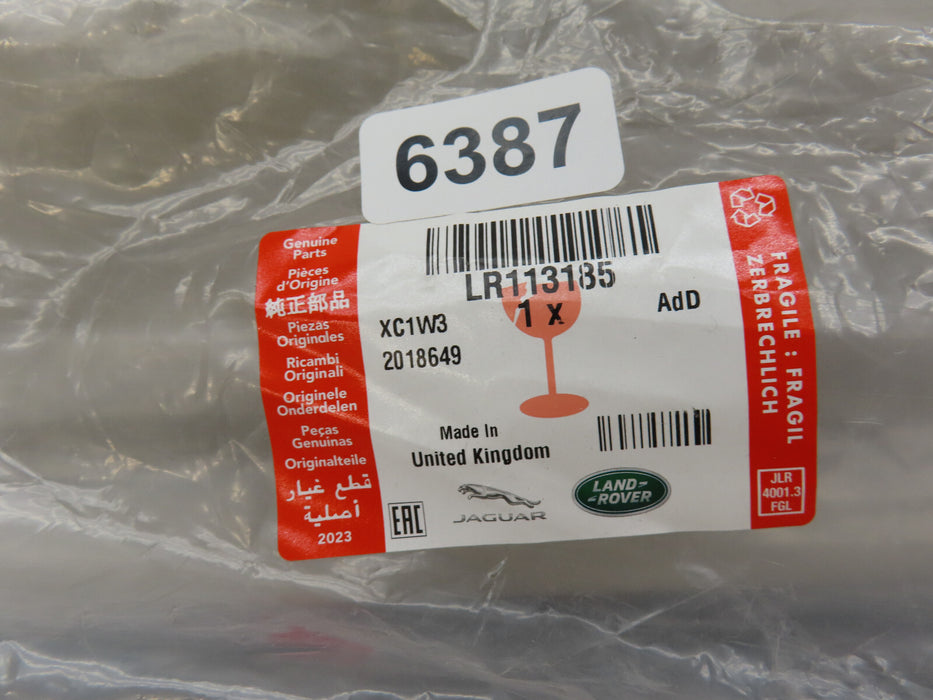 6387
Genuine
Parts
Pièces
d'Origine
純正部品
Piezas
Originales
Ricambi
Originali
Originele
Onderdelen
Peças
Genuínas
Originalteile
قطع غيار
أصلية
2023
LR113185
1 x
AdD
XC1W3
2018649
Made In
United Kingdom
EAC
JAGUAR
LAND-
-ROVER
FRAGILE : FRAGIL
ZERBRECHLICH
JLR
4001.3
FGL